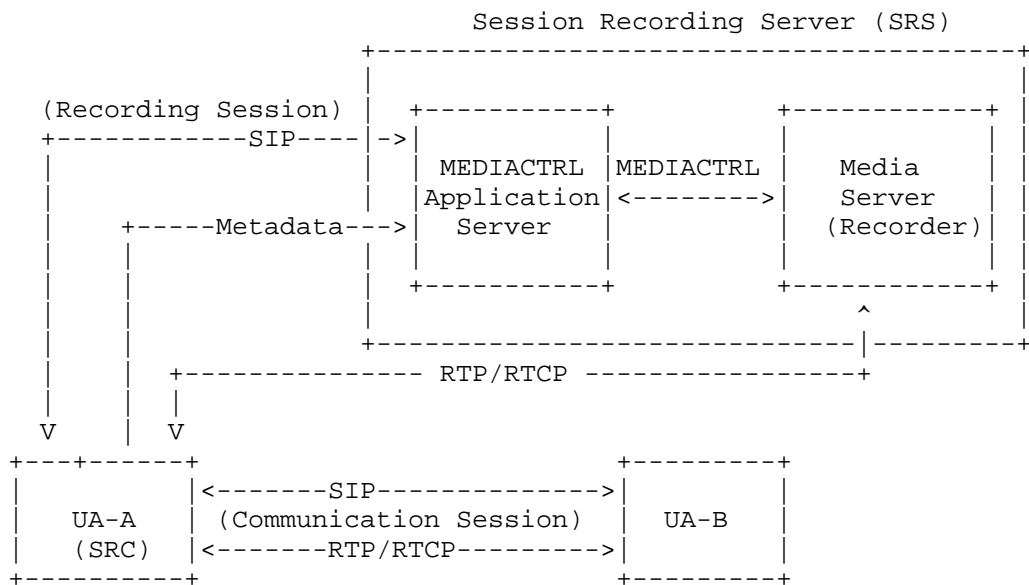 Session Recording Server (SRS)
(Recording Session)
SIP
MEDIACTRL MEDIACTRL Media
Application Server
Metadata Server (Recorder)
RTP/RTCP
SIP
UA-A (Communication Session) UA-B
(SRC) RTP/RTCP